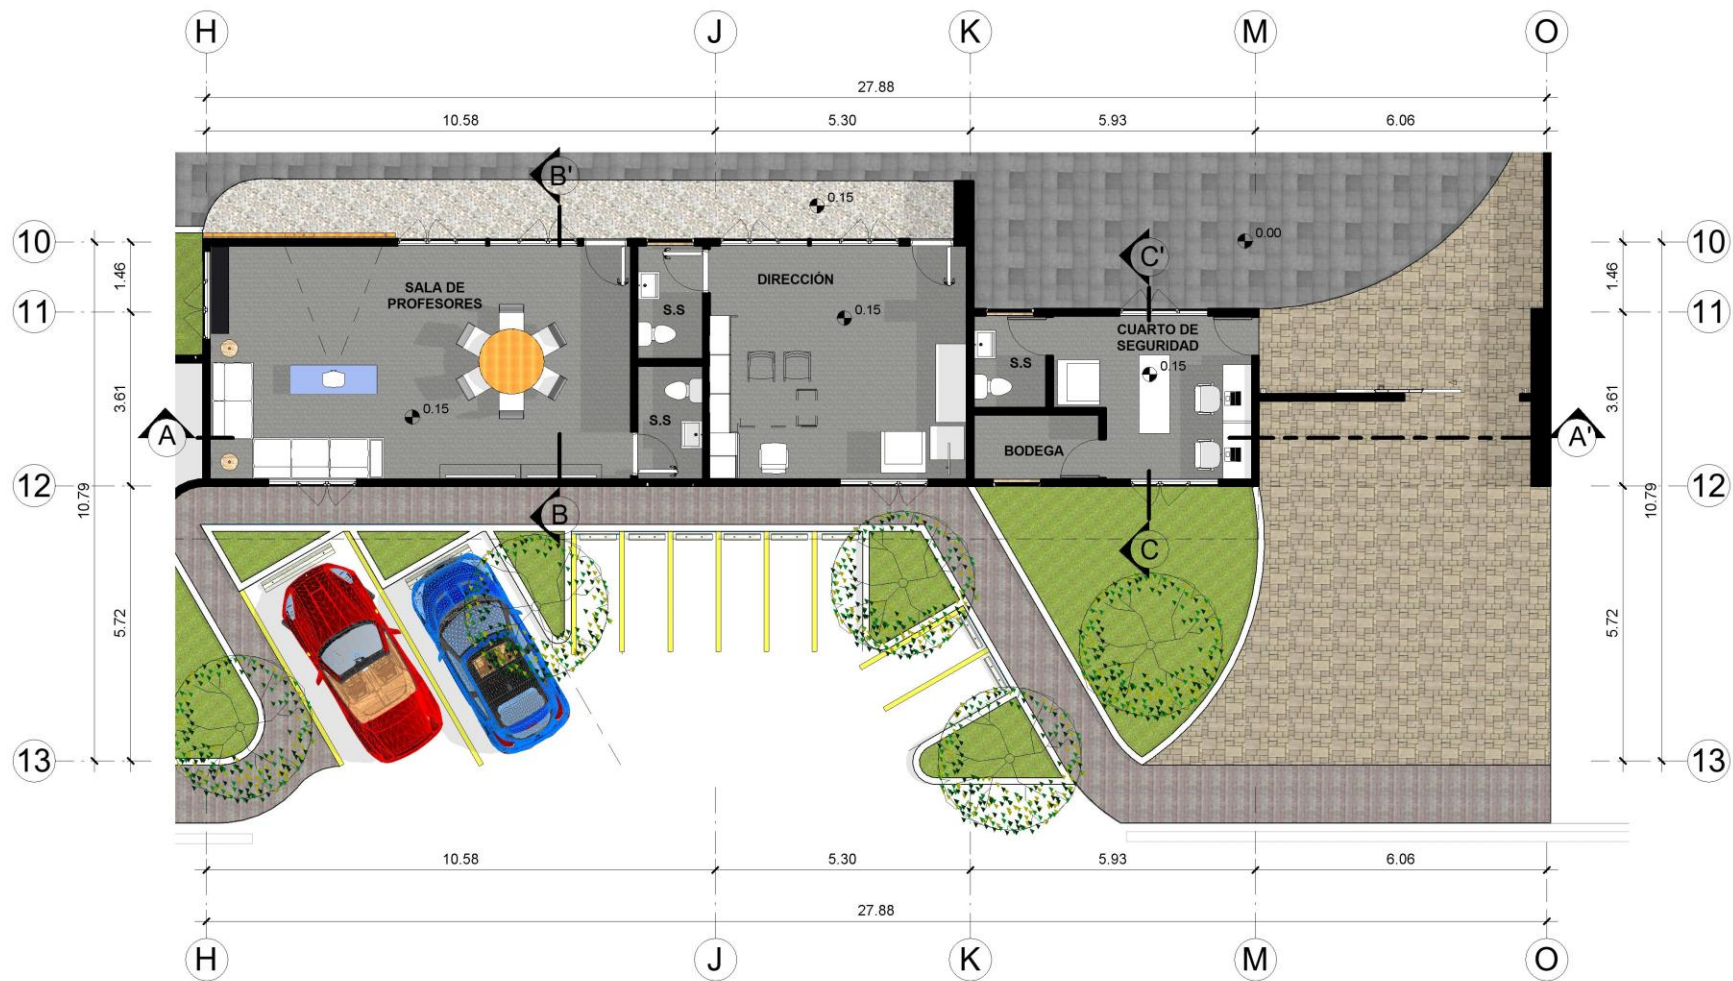 H J K M O
27.88
10.58 5.30 5.93 6.06
B'
0.15
10 10
C'
0.00
1.46 1.46
SALA DE
PROFESORES
DIRECCIÓN
11 11
S.S
0.15
CUARTO DE
SEGURIDAD
S.S
0.15
3.61 3.61
0.15
S.S
A A'
BODEGA
12 12
10.79 10.79
B
C
5.72 5.72
13 13
10.58 5.30 5.93 6.06
27.88
H J K M O